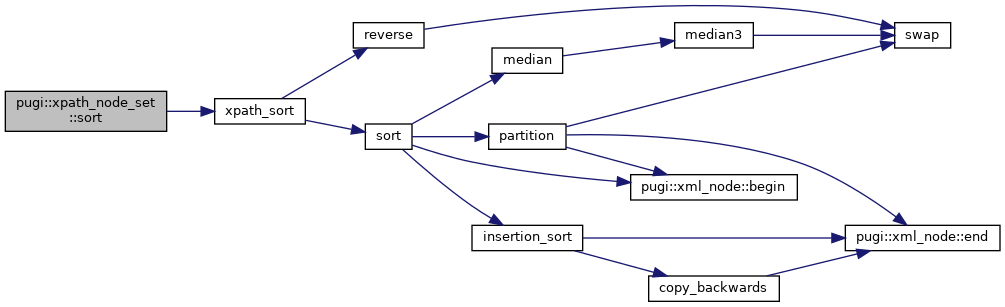 pugi::xpath_node_set
::sort
xpath_sort
reverse
sort
median
median3
swap
partition
pugi::xml_node::begin
insertion_sort
pugi::xml_node::end
copy_backwards